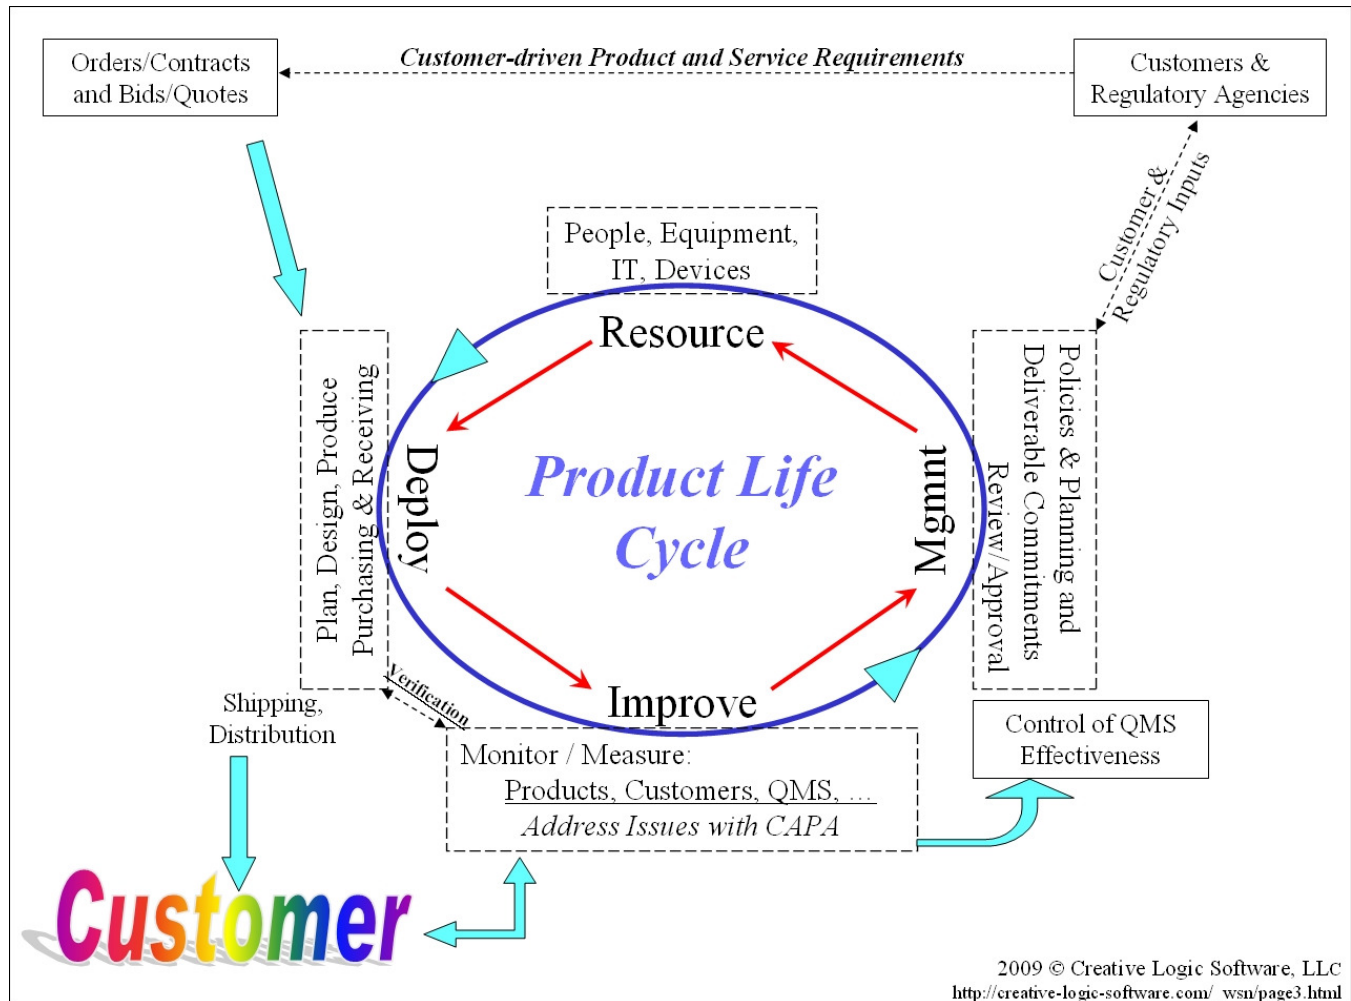 Orders/Contracts
and Bids/Quotes
Customer-driven Product and Service Requirements
Customers &
Regulatory Agencies
Customer &
Regulatory Inputs
People, Equipment,
IT, Devices
Resource
Plan, Design, Produce
Purchasing & Receiving
Deploy
Product Life
Cycle
Mgmnt
Policies & Planning and
Deliverable Commitments
Review/Approval
Verification
Improve
Shipping,
Distribution
Monitor / Measure:
Products, Customers, QMS, ...
Address Issues with CAPA
Control of QMS
Effectiveness
Customer
2009 © Creative Logic Software, LLC
http://creative-logic-software.com/_wsn/page3.html